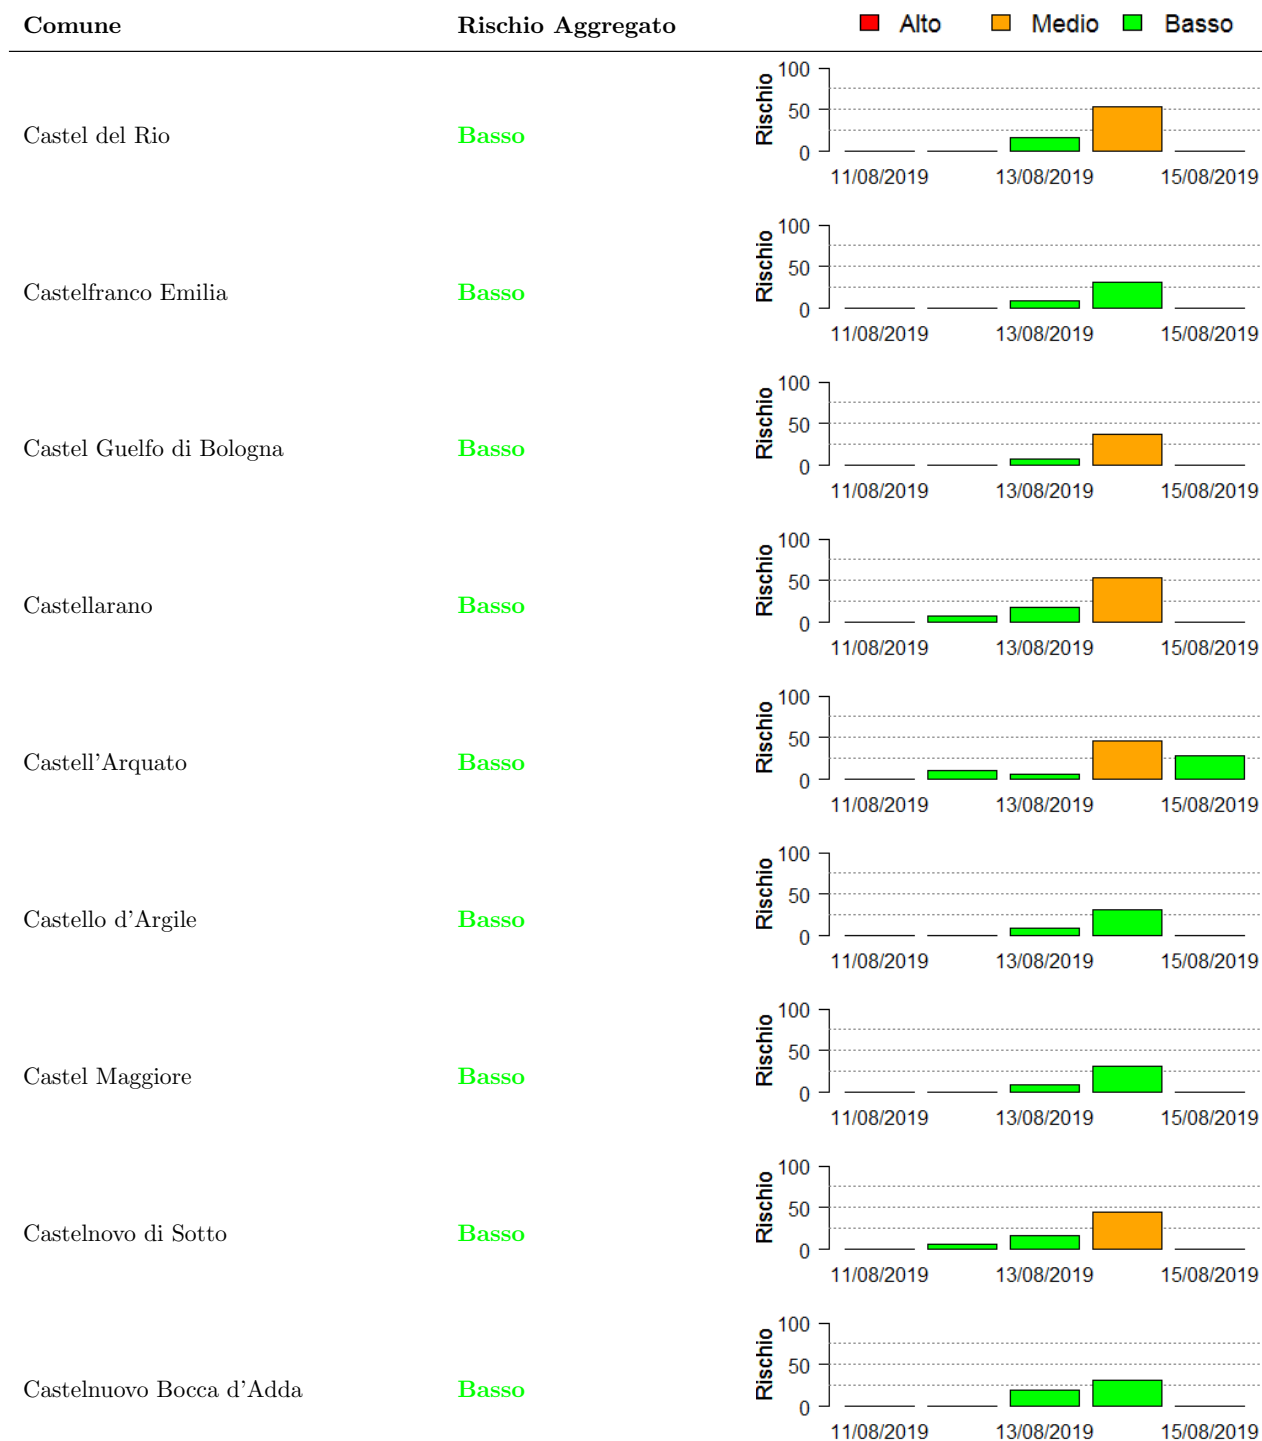 Comune Rischio Aggregato Alto Medio Basso
100
50
0
Rischio
Castel del Rio Basso
11/08/2019 13/08/2019 15/08/2019
100
50
0
Rischio
Castelfranco Emilia Basso
11/08/2019 13/08/2019 15/08/2019
100
50
0
Rischio
Castel Guelfo di Bologna Basso
11/08/2019 13/08/2019 15/08/2019
100
50
0
Rischio
Castellarano Basso
11/08/2019 13/08/2019 15/08/2019
100
50
0
Rischio
Castell'Arquato Basso
11/08/2019 13/08/2019 15/08/2019
100
50
0
Rischio
Castello d'Argile Basso
11/08/2019 13/08/2019 15/08/2019
100
50
0
Rischio
Castel Maggiore Basso
11/08/2019 13/08/2019 15/08/2019
100
50
0
Rischio
Castelnovo di Sotto Basso
11/08/2019 13/08/2019 15/08/2019
100
50
0
Rischio
Castelnuovo Bocca d'Adda Basso
11/08/2019 13/08/2019 15/08/2019